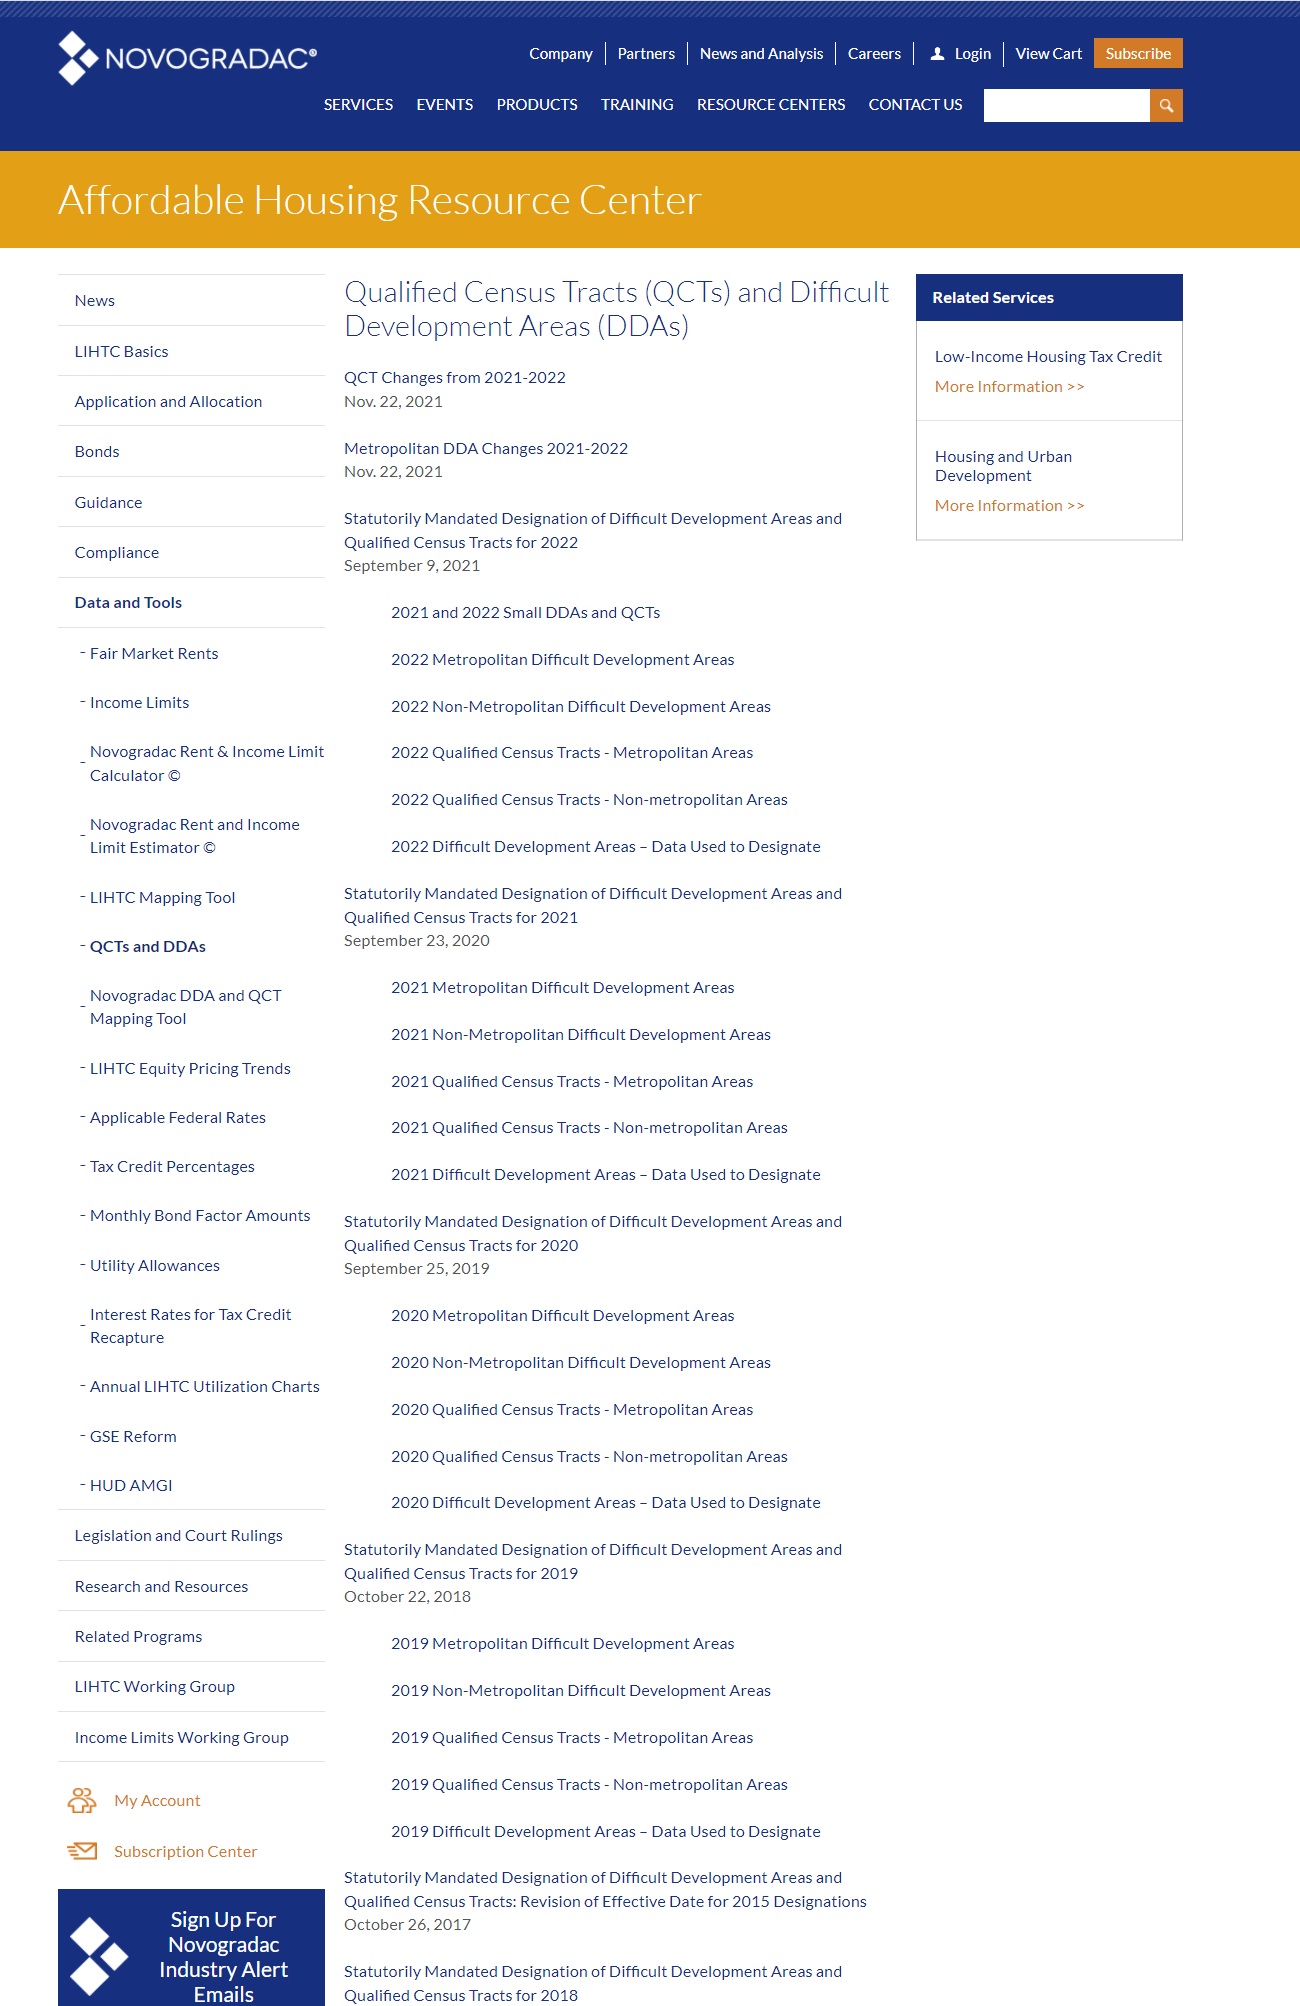 NOVOGRADAC®
Company
Partners
News and Analysis
Careers
Login
View Cart
Subscribe
SERVICES
EVENTS
PRODUCTS
TRAINING
RESOURCE CENTERS
CONTACT US
Affordable Housing Resource Center
News
LIHTC Basics
Application and Allocation
Bonds
Guidance
Compliance
Data and Tools
- Fair Market Rents
- Income Limits
- Novogradac Rent & Income Limit
Calculator ©
- Novogradac Rent and Income
Limit Estimator ©
- LIHTC Mapping Tool
- QCTs and DDAs
- Novogradac DDA and QCT
Mapping Tool
- LIHTC Equity Pricing Trends
- Applicable Federal Rates
- Tax Credit Percentages
- Monthly Bond Factor Amounts
- Utility Allowances
- Interest Rates for Tax Credit
Recapture
- Annual LIHTC Utilization Charts
- GSE Reform
- HUD AMGI
Legislation and Court Rulings
Research and Resources
Related Programs
LIHTC Working Group
Income Limits Working Group
My Account
Subscription Center
Sign Up For
Novogradac
Industry Alert
Emails
Qualified Census Tracts (QCTs) and Difficult
Development Areas (DDAs)
QCT Changes from 2021-2022
Nov. 22, 2021
Metropolitan DDA Changes 2021-2022
Nov. 22, 2021
Statutorily Mandated Designation of Difficult Development Areas and
Qualified Census Tracts for 2022
September 9, 2021
2021 and 2022 Small DDAs and QCTs
2022 Metropolitan Difficult Development Areas
2022 Non-Metropolitan Difficult Development Areas
2022 Qualified Census Tracts - Metropolitan Areas
2022 Qualified Census Tracts - Non-metropolitan Areas
2022 Difficult Development Areas – Data Used to Designate
Statutorily Mandated Designation of Difficult Development Areas and
Qualified Census Tracts for 2021
September 23, 2020
2021 Metropolitan Difficult Development Areas
2021 Non-Metropolitan Difficult Development Areas
2021 Qualified Census Tracts - Metropolitan Areas
2021 Qualified Census Tracts - Non-metropolitan Areas
2021 Difficult Development Areas – Data Used to Designate
Statutorily Mandated Designation of Difficult Development Areas and
Qualified Census Tracts for 2020
September 25, 2019
2020 Metropolitan Difficult Development Areas
2020 Non-Metropolitan Difficult Development Areas
2020 Qualified Census Tracts - Metropolitan Areas
2020 Qualified Census Tracts - Non-metropolitan Areas
2020 Difficult Development Areas – Data Used to Designate
Statutorily Mandated Designation of Difficult Development Areas and
Qualified Census Tracts for 2019
October 22, 2018
2019 Metropolitan Difficult Development Areas
2019 Non-Metropolitan Difficult Development Areas
2019 Qualified Census Tracts - Metropolitan Areas
2019 Qualified Census Tracts - Non-metropolitan Areas
2019 Difficult Development Areas – Data Used to Designate
Statutorily Mandated Designation of Difficult Development Areas and
Qualified Census Tracts: Revision of Effective Date for 2015 Designations
October 26, 2017
Statutorily Mandated Designation of Difficult Development Areas and
Qualified Census Tracts for 2018
Related Services
Low-Income Housing Tax Credit
More Information >>
Housing and Urban
Development
More Information >>